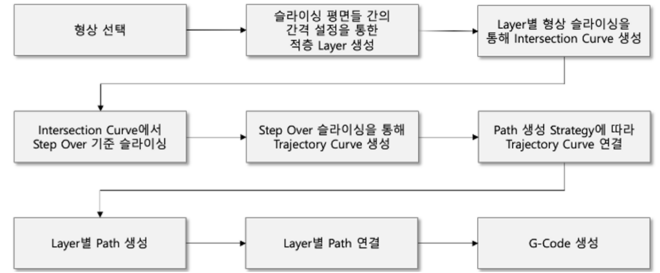 형상 선택
슬라이싱 평면들 간의
간격 설정을 통한
적층 Layer 생성
Layer별 형상 슬라이싱을
통해 Intersection Curve 생성
Intersection Curve에서
Step Over 기준 슬라이싱
Step Over 슬라이싱을 통해
Trajectory Curve 생성
Path 생성 Strategy에 따라
Trajectory Curve 연결
Layer별 Path 생성
Layer별 Path 연결
G-Code 생성